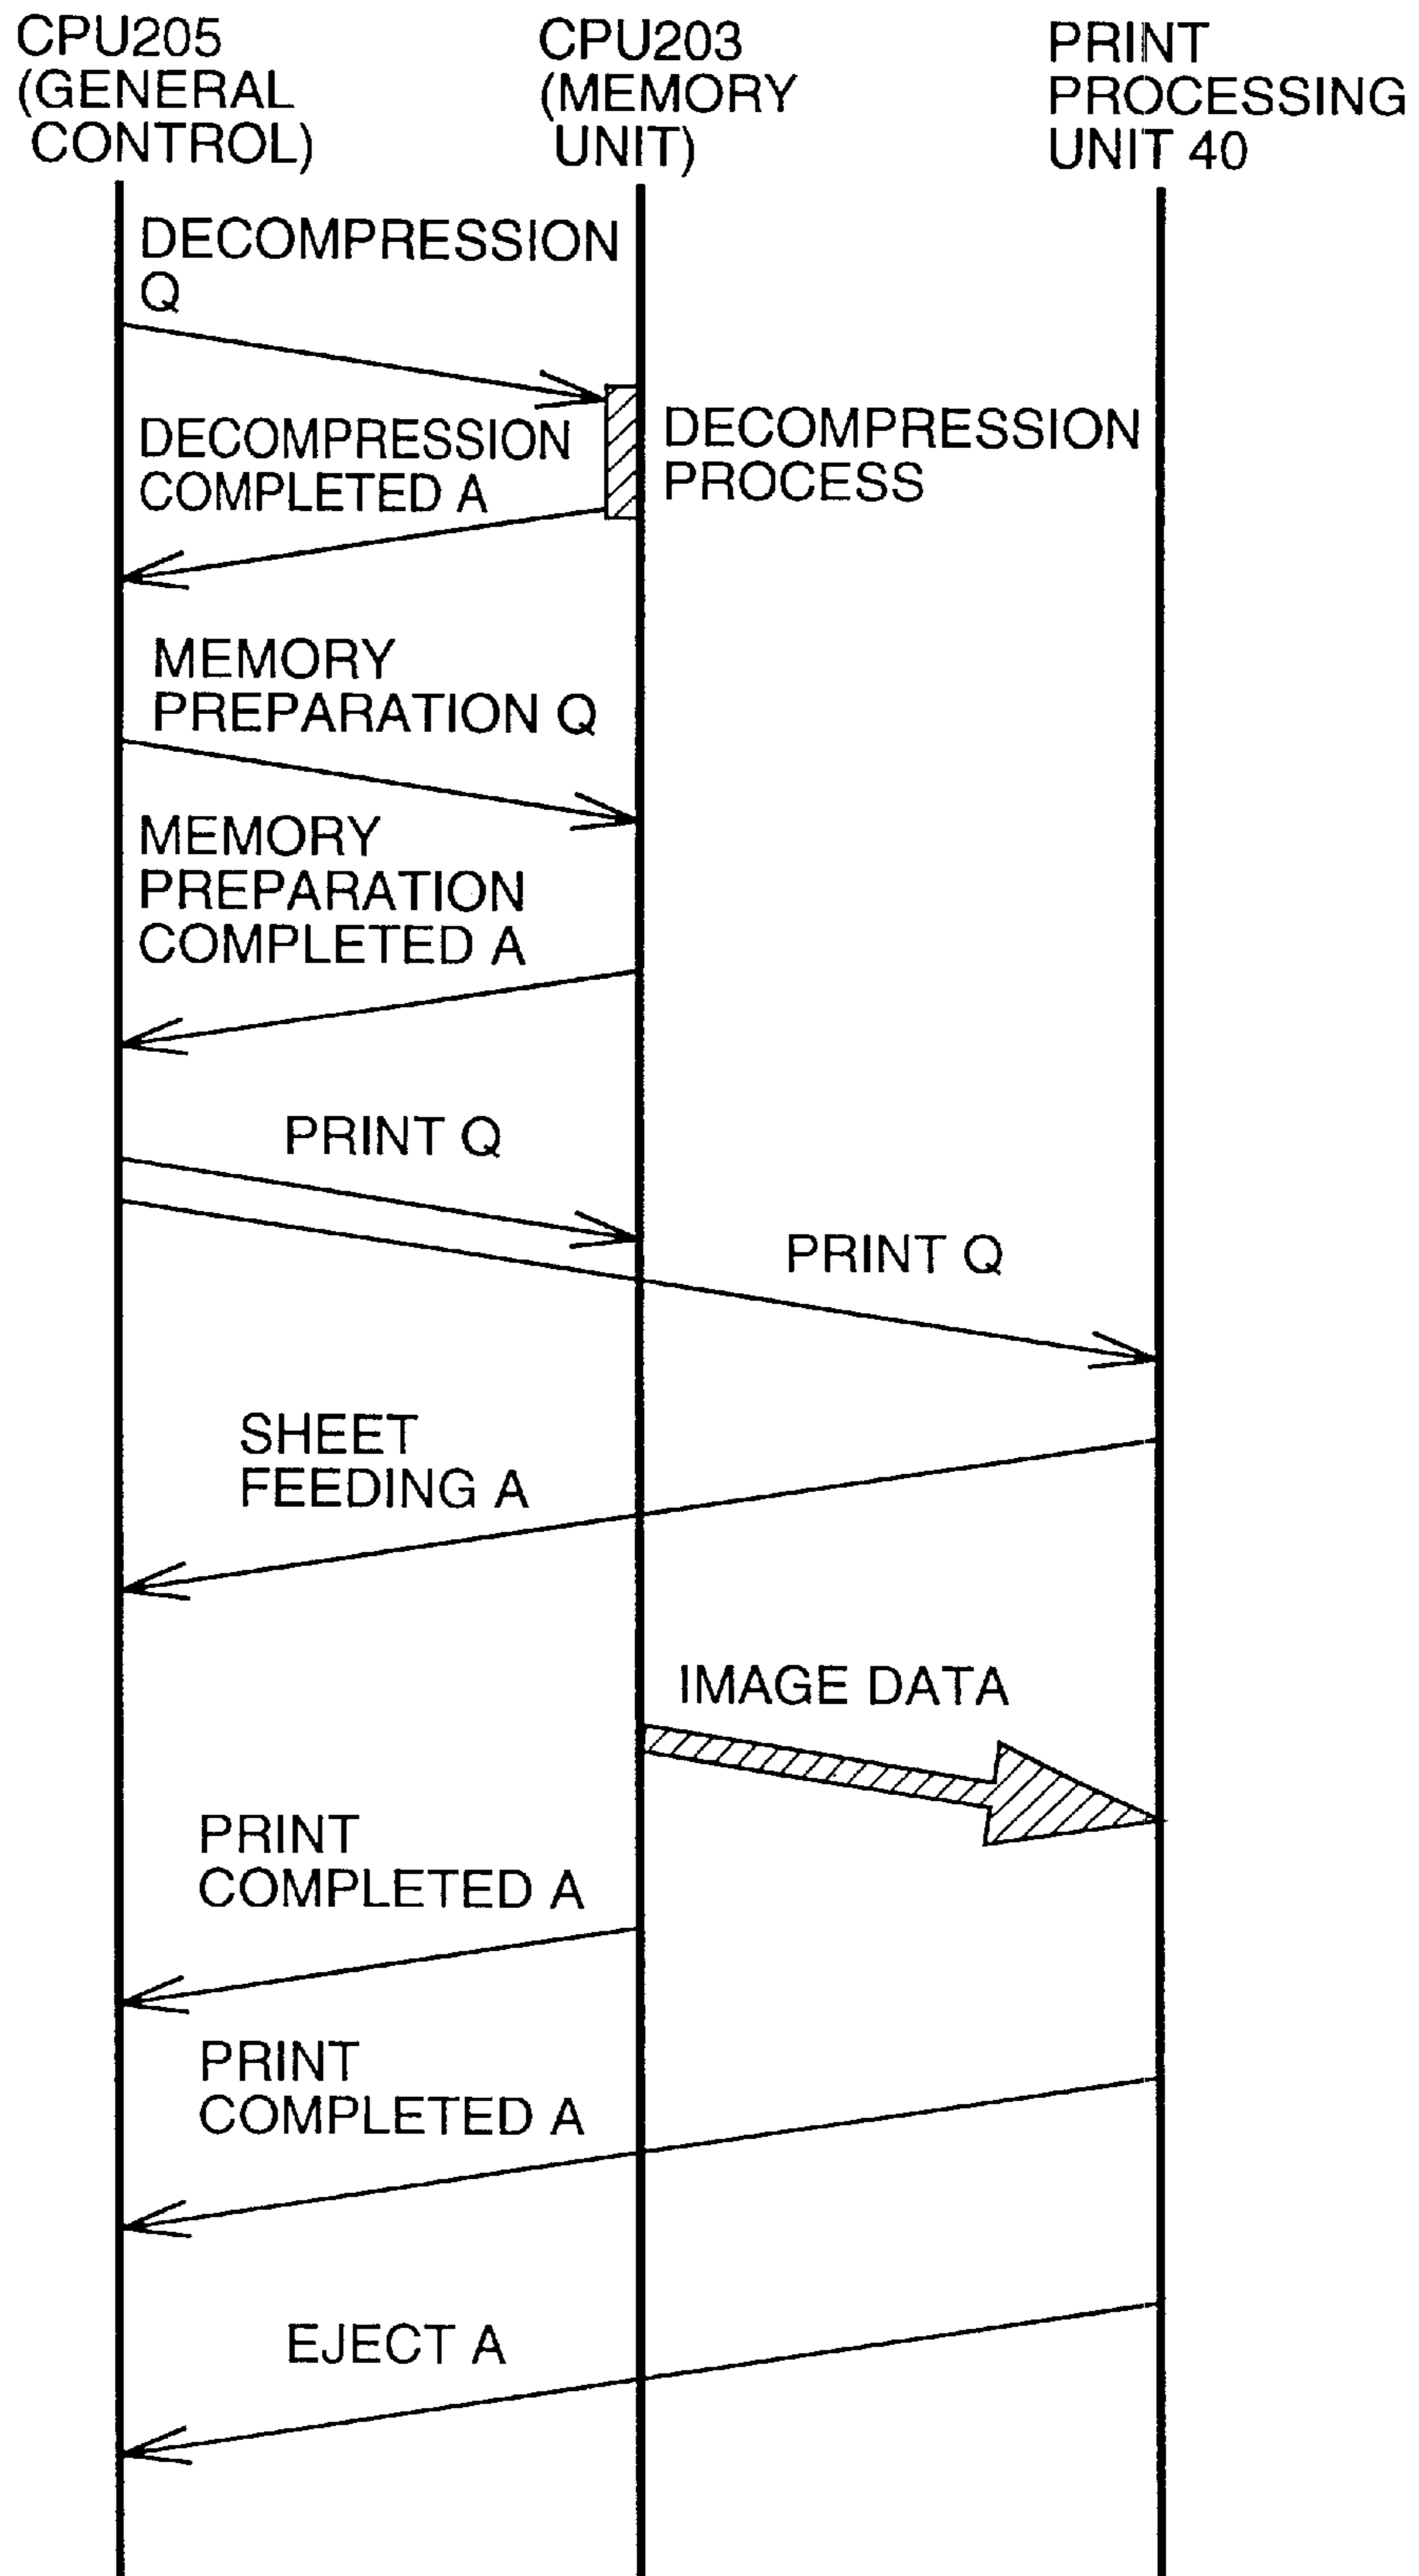 CPU205
(GENERAL
CONTROL)
CPU203
(MEMORY
UNIT)
PRINT
PROCESSING
UNIT 40
DECOMPRESSION
Q
DECOMPRESSION
PROCESS
DECOMPRESSION
COMPLETED A
MEMORY
PREPARATION Q
MEMORY
PREPARATION
COMPLETED A
PRINT Q
PRINT Q
SHEET
FEEDING A
IMAGE DATA
PRINT
COMPLETED A
PRINT
COMPLETED A
EJECT A